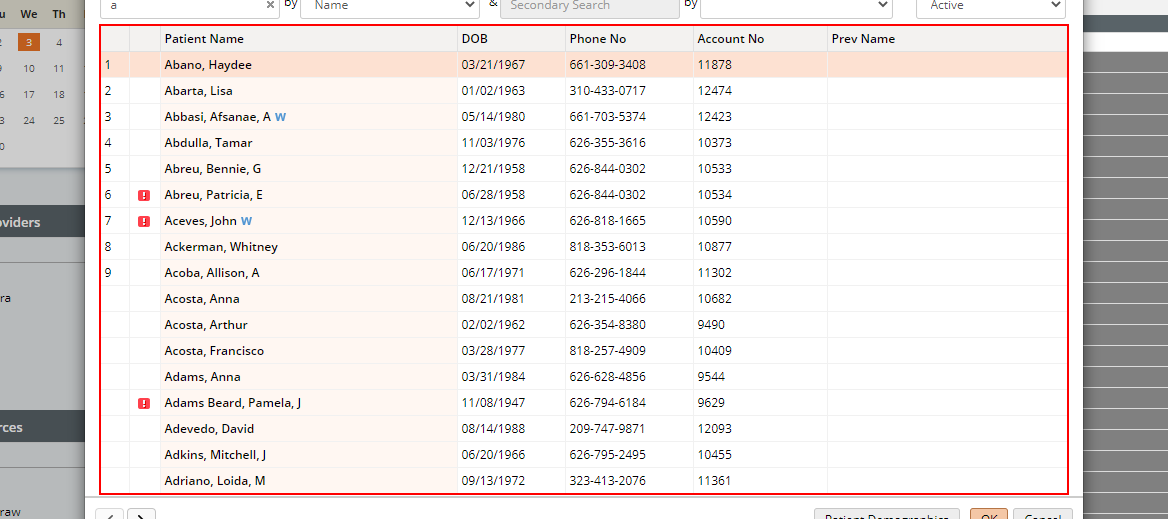 a × by Name & Secondary Search by Active
We Th
3 4
9 10 11
16 17 18
23 24 25
Patient Name DOB Phone No Account No Prev Name
1 Abano, Haydee 03/21/1967 661-309-3408 11878
2 Abarta, Lisa 01/02/1963 310-433-0717 12474
3 Abbasi, Afsanae, A W 05/14/1980 661-703-5374 12423
4 Abdulla, Tamar 11/03/1976 626-355-3616 10373
5 Abreu, Bennie, G 12/21/1958 626-844-0302 10533
6 ! Abreu, Patricia, E 06/28/1958 626-844-0302 10534
7 ! Aceves, John W 12/13/1966 626-818-1665 10590
8 Ackerman, Whitney 06/20/1986 818-353-6013 10877
9 Acoba, Allison, A 06/17/1971 626-296-1844 11302
Acosta, Anna 08/21/1981 213-215-4066 10682
Acosta, Arthur 02/02/1962 626-354-8380 9490
Acosta, Francisco 03/28/1977 818-257-4909 10409
Adams, Anna 03/31/1984 626-628-4856 9544
! Adams Beard, Pamela, J 11/08/1947 626-794-6184 9629
Adevedo, David 08/14/1988 209-747-9871 12093
Adkins, Mitchell, J 06/20/1966 626-795-2495 10455
Adriano, Loida, M 09/13/1972 323-413-2076 11361
oviders
ra
rces
raw
Patient Demographics OK Cancel